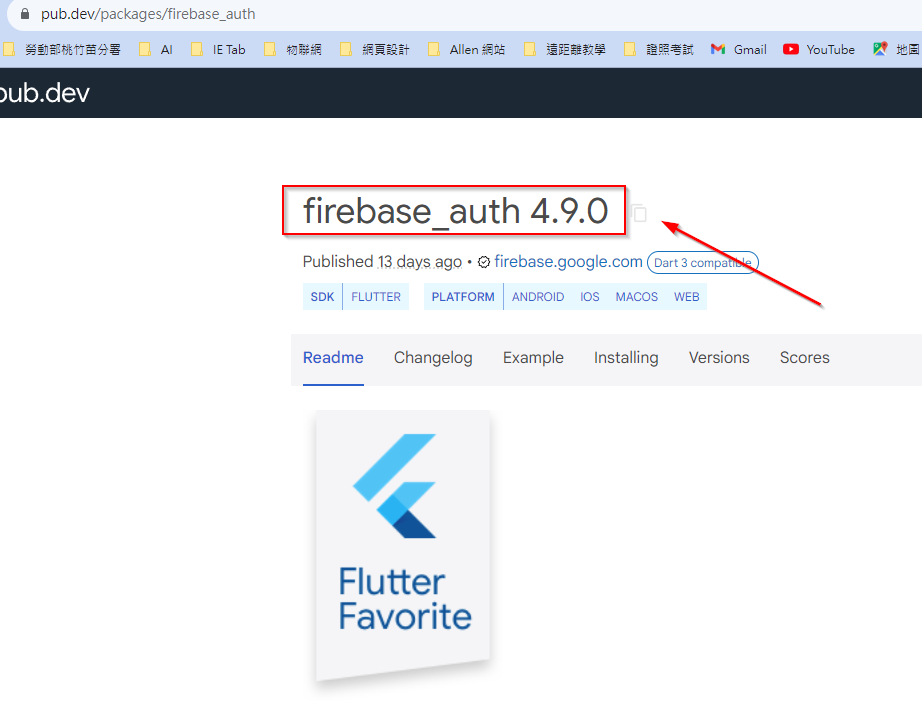 pub.dev/packages/firebase_auth
勞動部桃竹苗分署 AI IE Tab 物聯網 網頁設計 Allen 網站 遠距離教學 證照考試 Gmail YouTube 地圖
pub.dev
firebase_auth 4.9.0
Published 13 days ago • firebase.google.com Dart 3 compatible
SDK FLUTTER PLATFORM ANDROID IOS MACOS WEB
Readme Changelog Example Installing Versions Scores
Flutter
Favorite